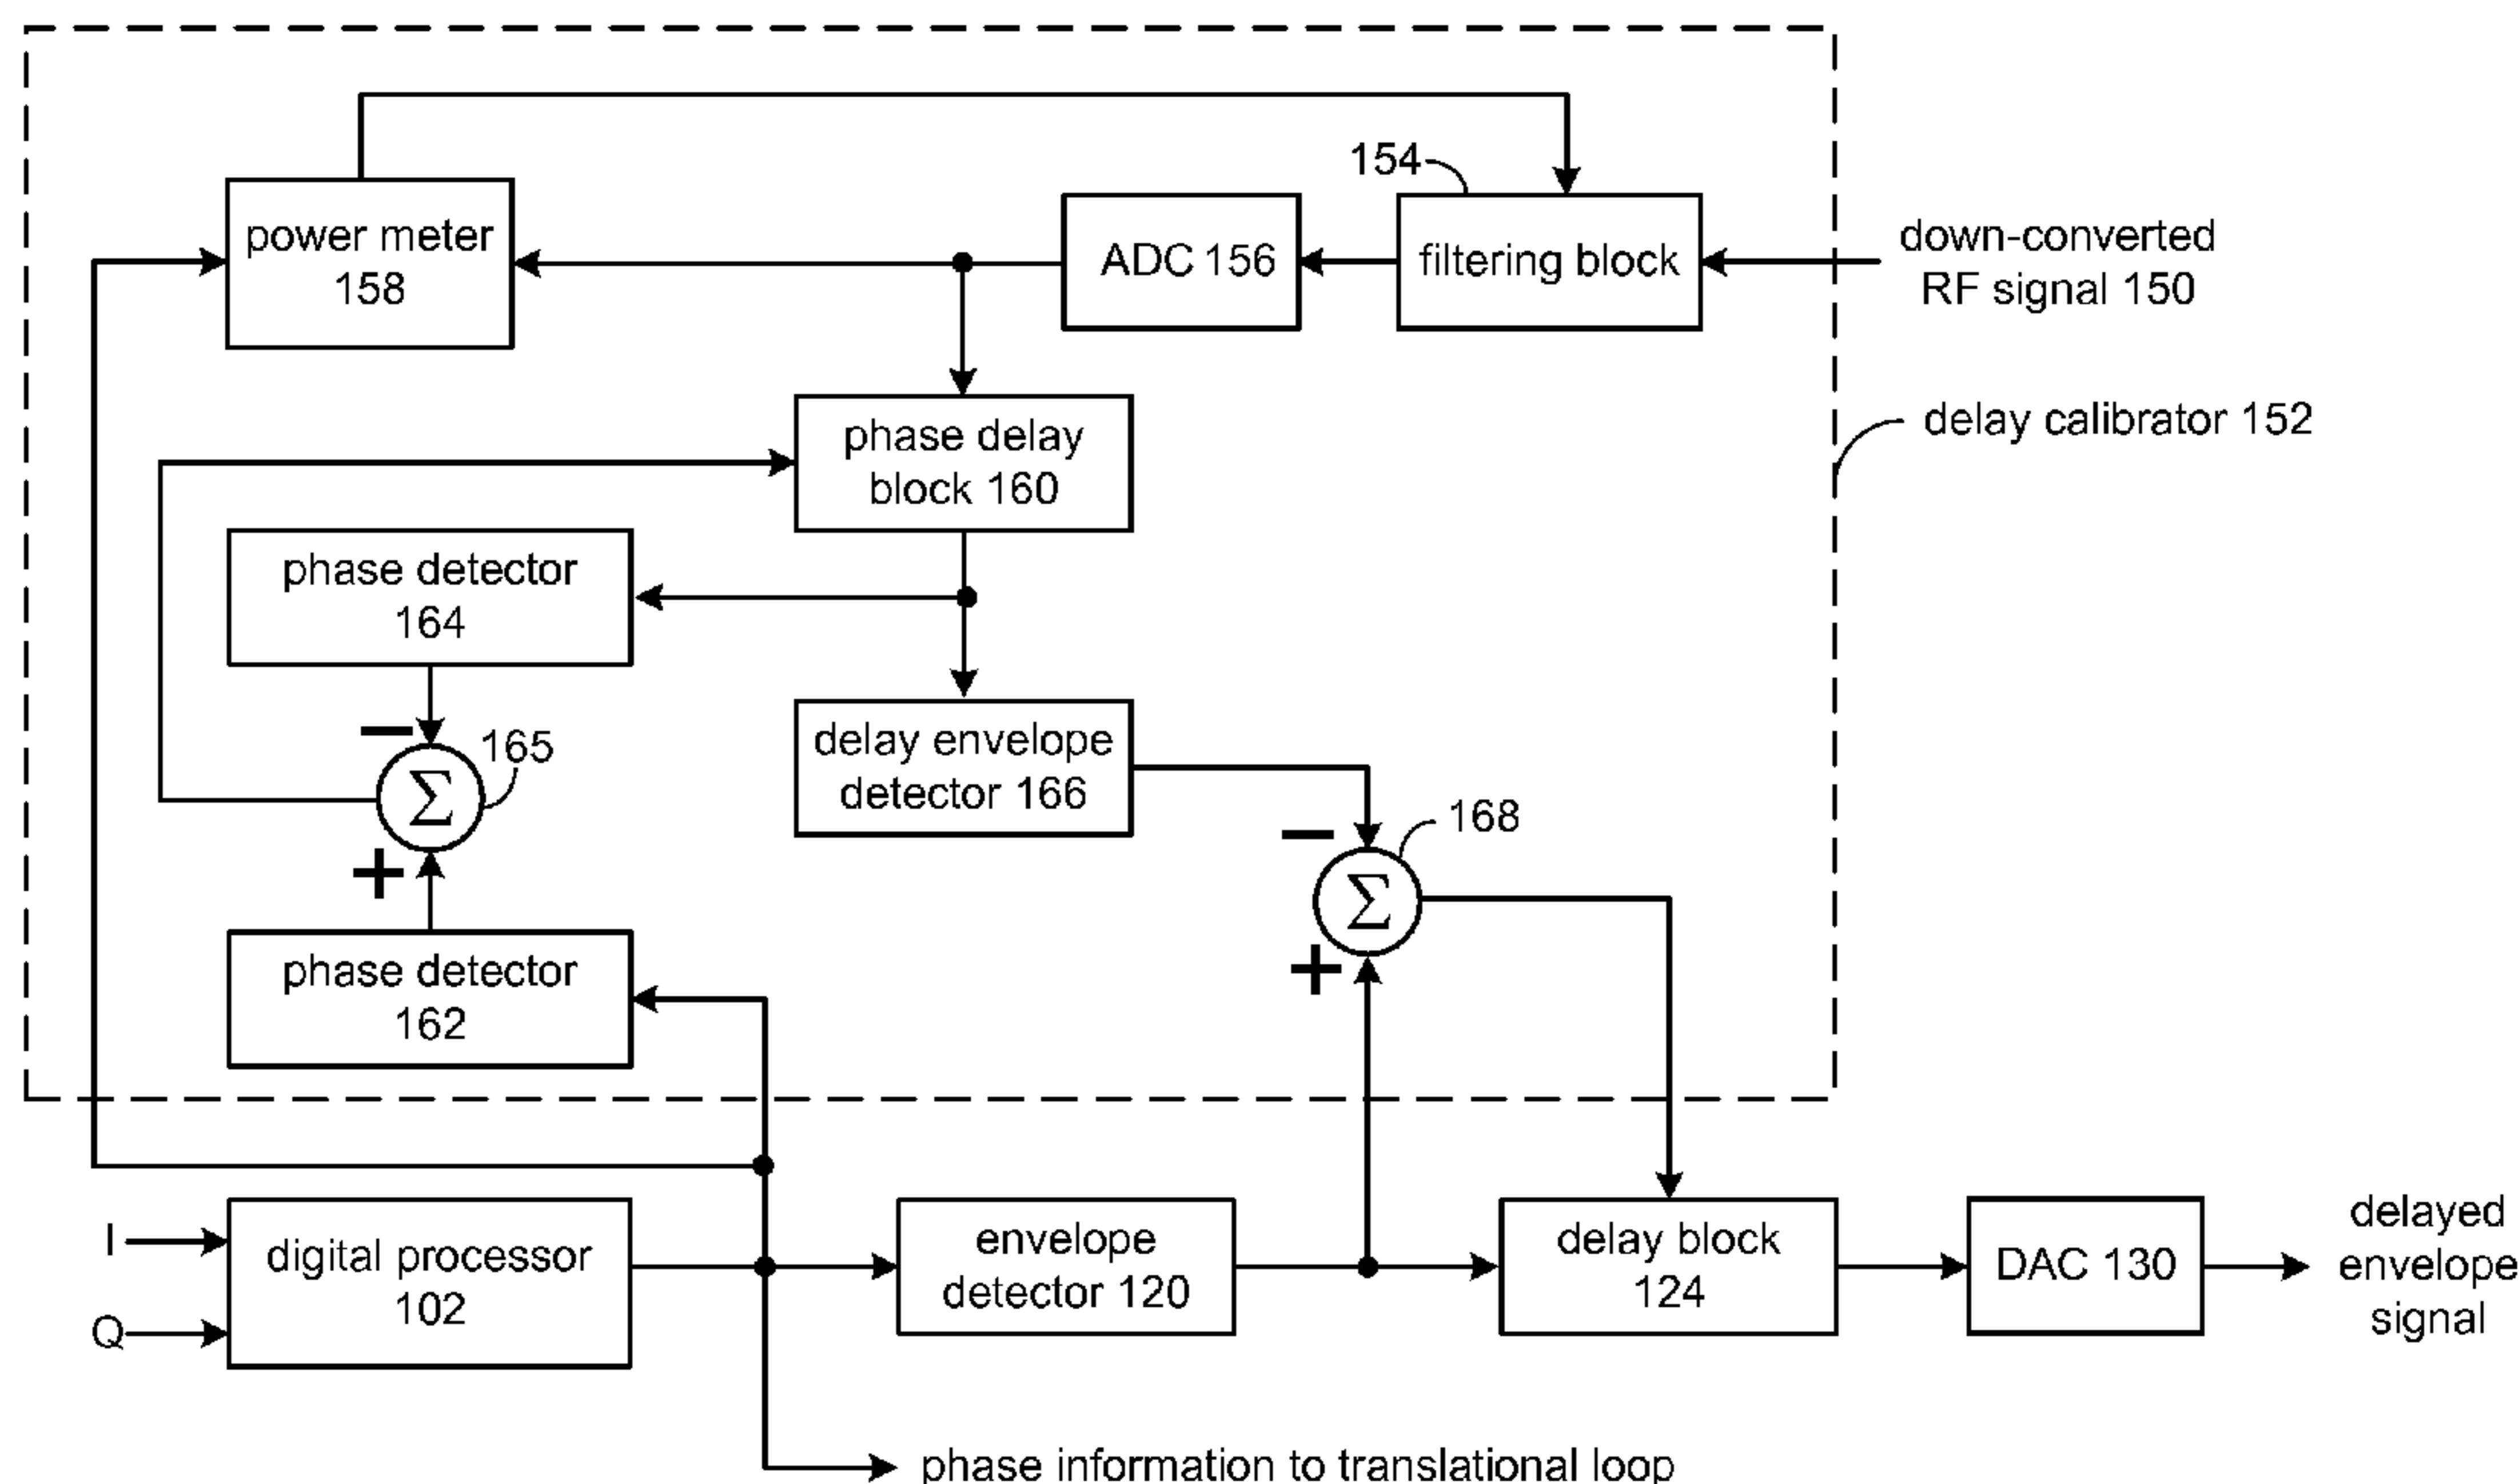 154
power meter
158
ADC 156
filtering block
down-converted
RF signal 150
phase delay
block 160
delay calibrator 152
phase detector
164
−
Σ
165
+
delay envelope
detector 166
−
Σ
168
+
phase detector
162
I
Q
digital processor
102
envelope
detector 120
delay block
124
DAC 130
delayed
envelope
signal
phase information to translational loop